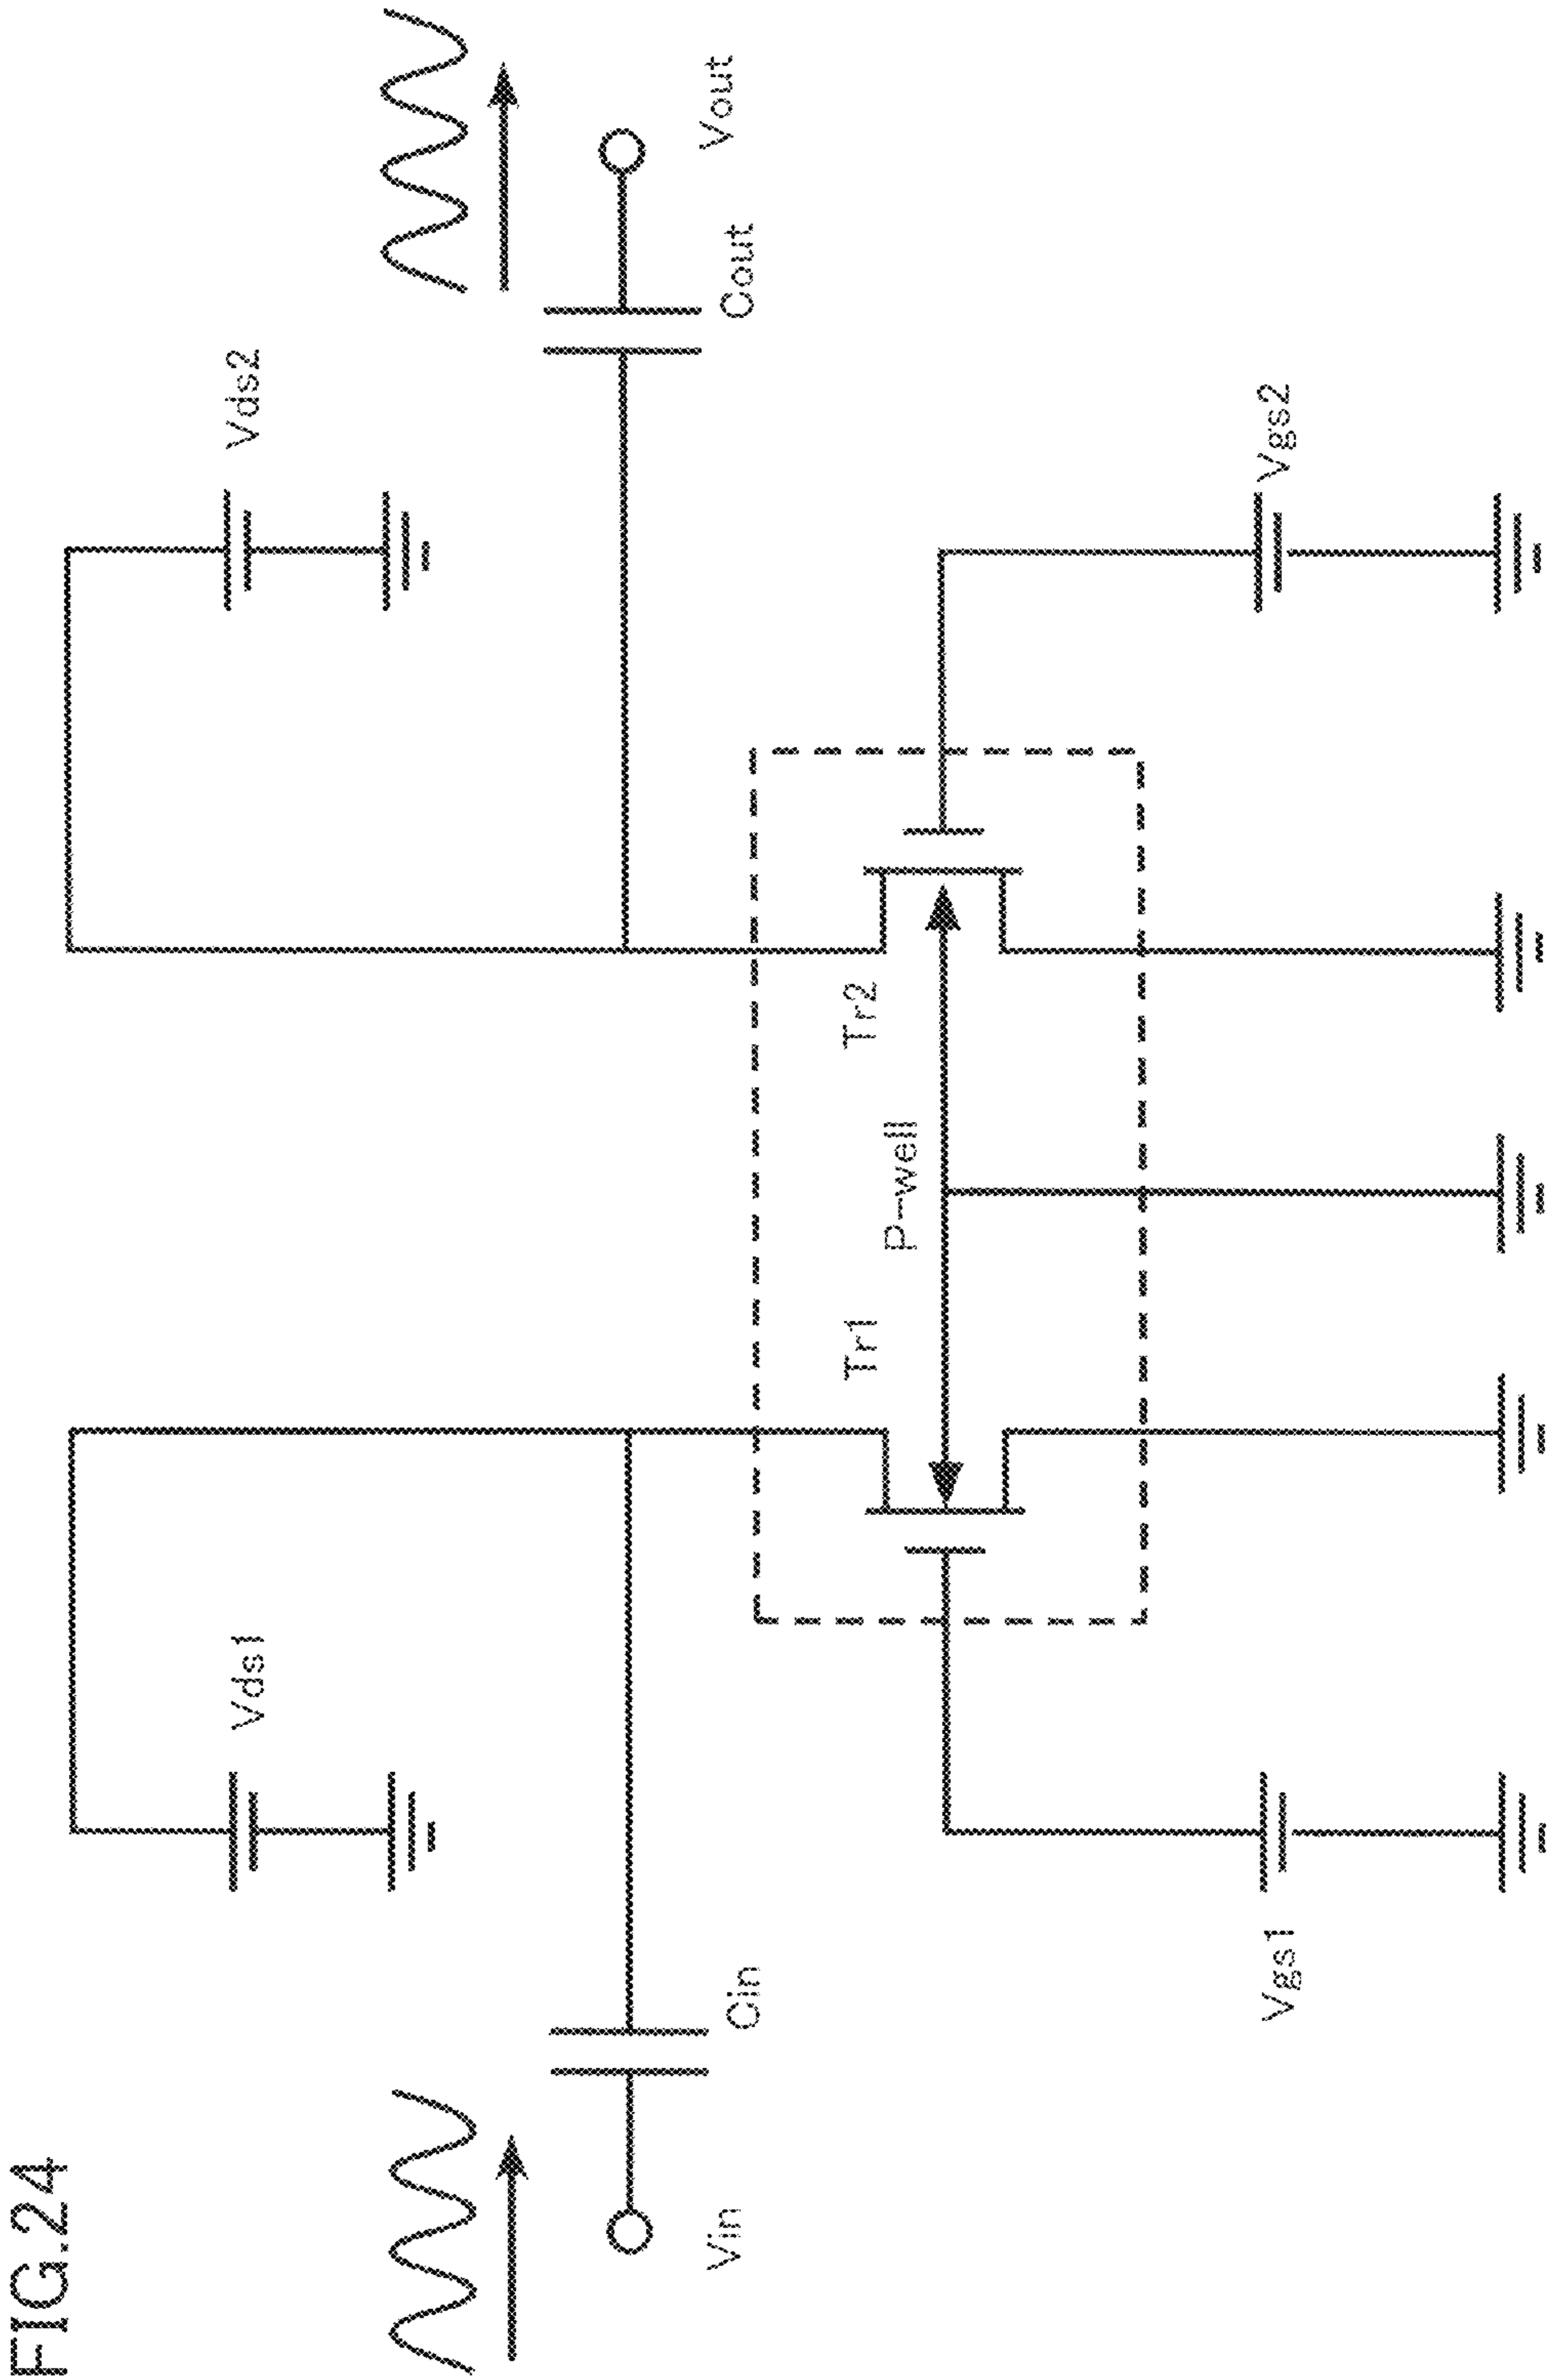 FIG.24
Vds1
Vds2
Vin
Cin
Tr1
P-well
Tr2
Cout
Vout
Vgs1
Vgs2